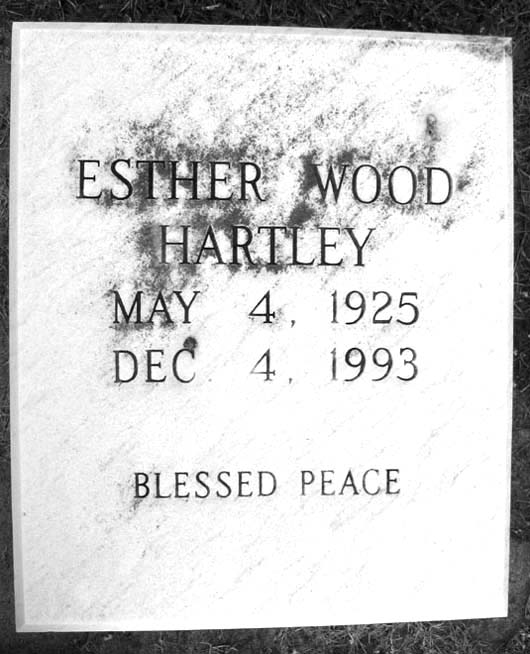 ESTHER WOOD
HARTLEY
MAY 4, 1925
DEC. 4, 1993
BLESSED PEACE